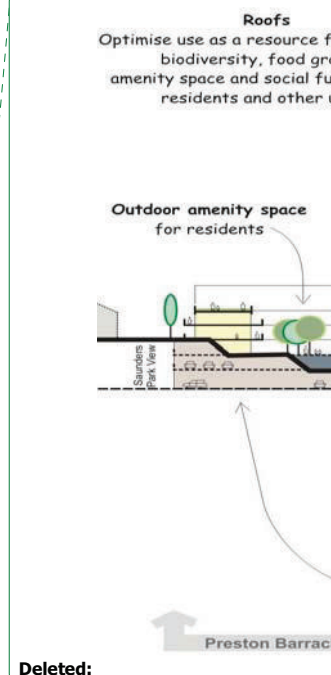 Roofs
Optimise use as a resource f
biodiversity, food gr
amenity space and social fu
residents and other
Outdoor amenity space
for residents
Saunders
Park View
Preston Barrac
Deleted: